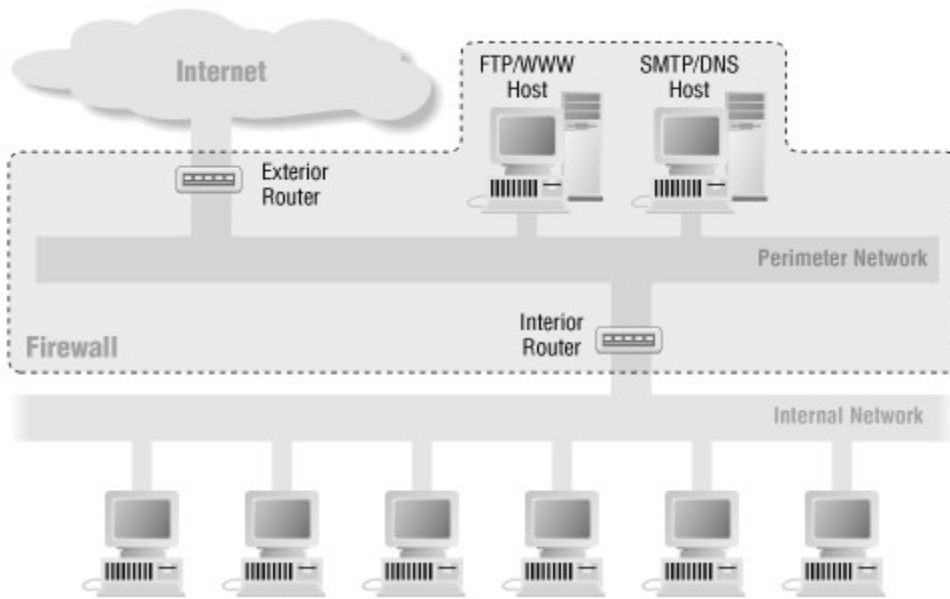 Internet
FTP/WWW
Host
SMTP/DNS
Host
Exterior
Router
Perimeter Network
Interior
Router
Firewall
Internal Network